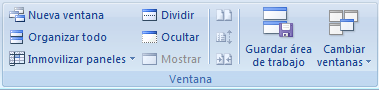 Nueva ventana
Organizar todo
Inmovilizar paneles
Dividir
Ocultar
Mostrar
Guardar área
de trabajo
Cambiar
ventanas
Ventana